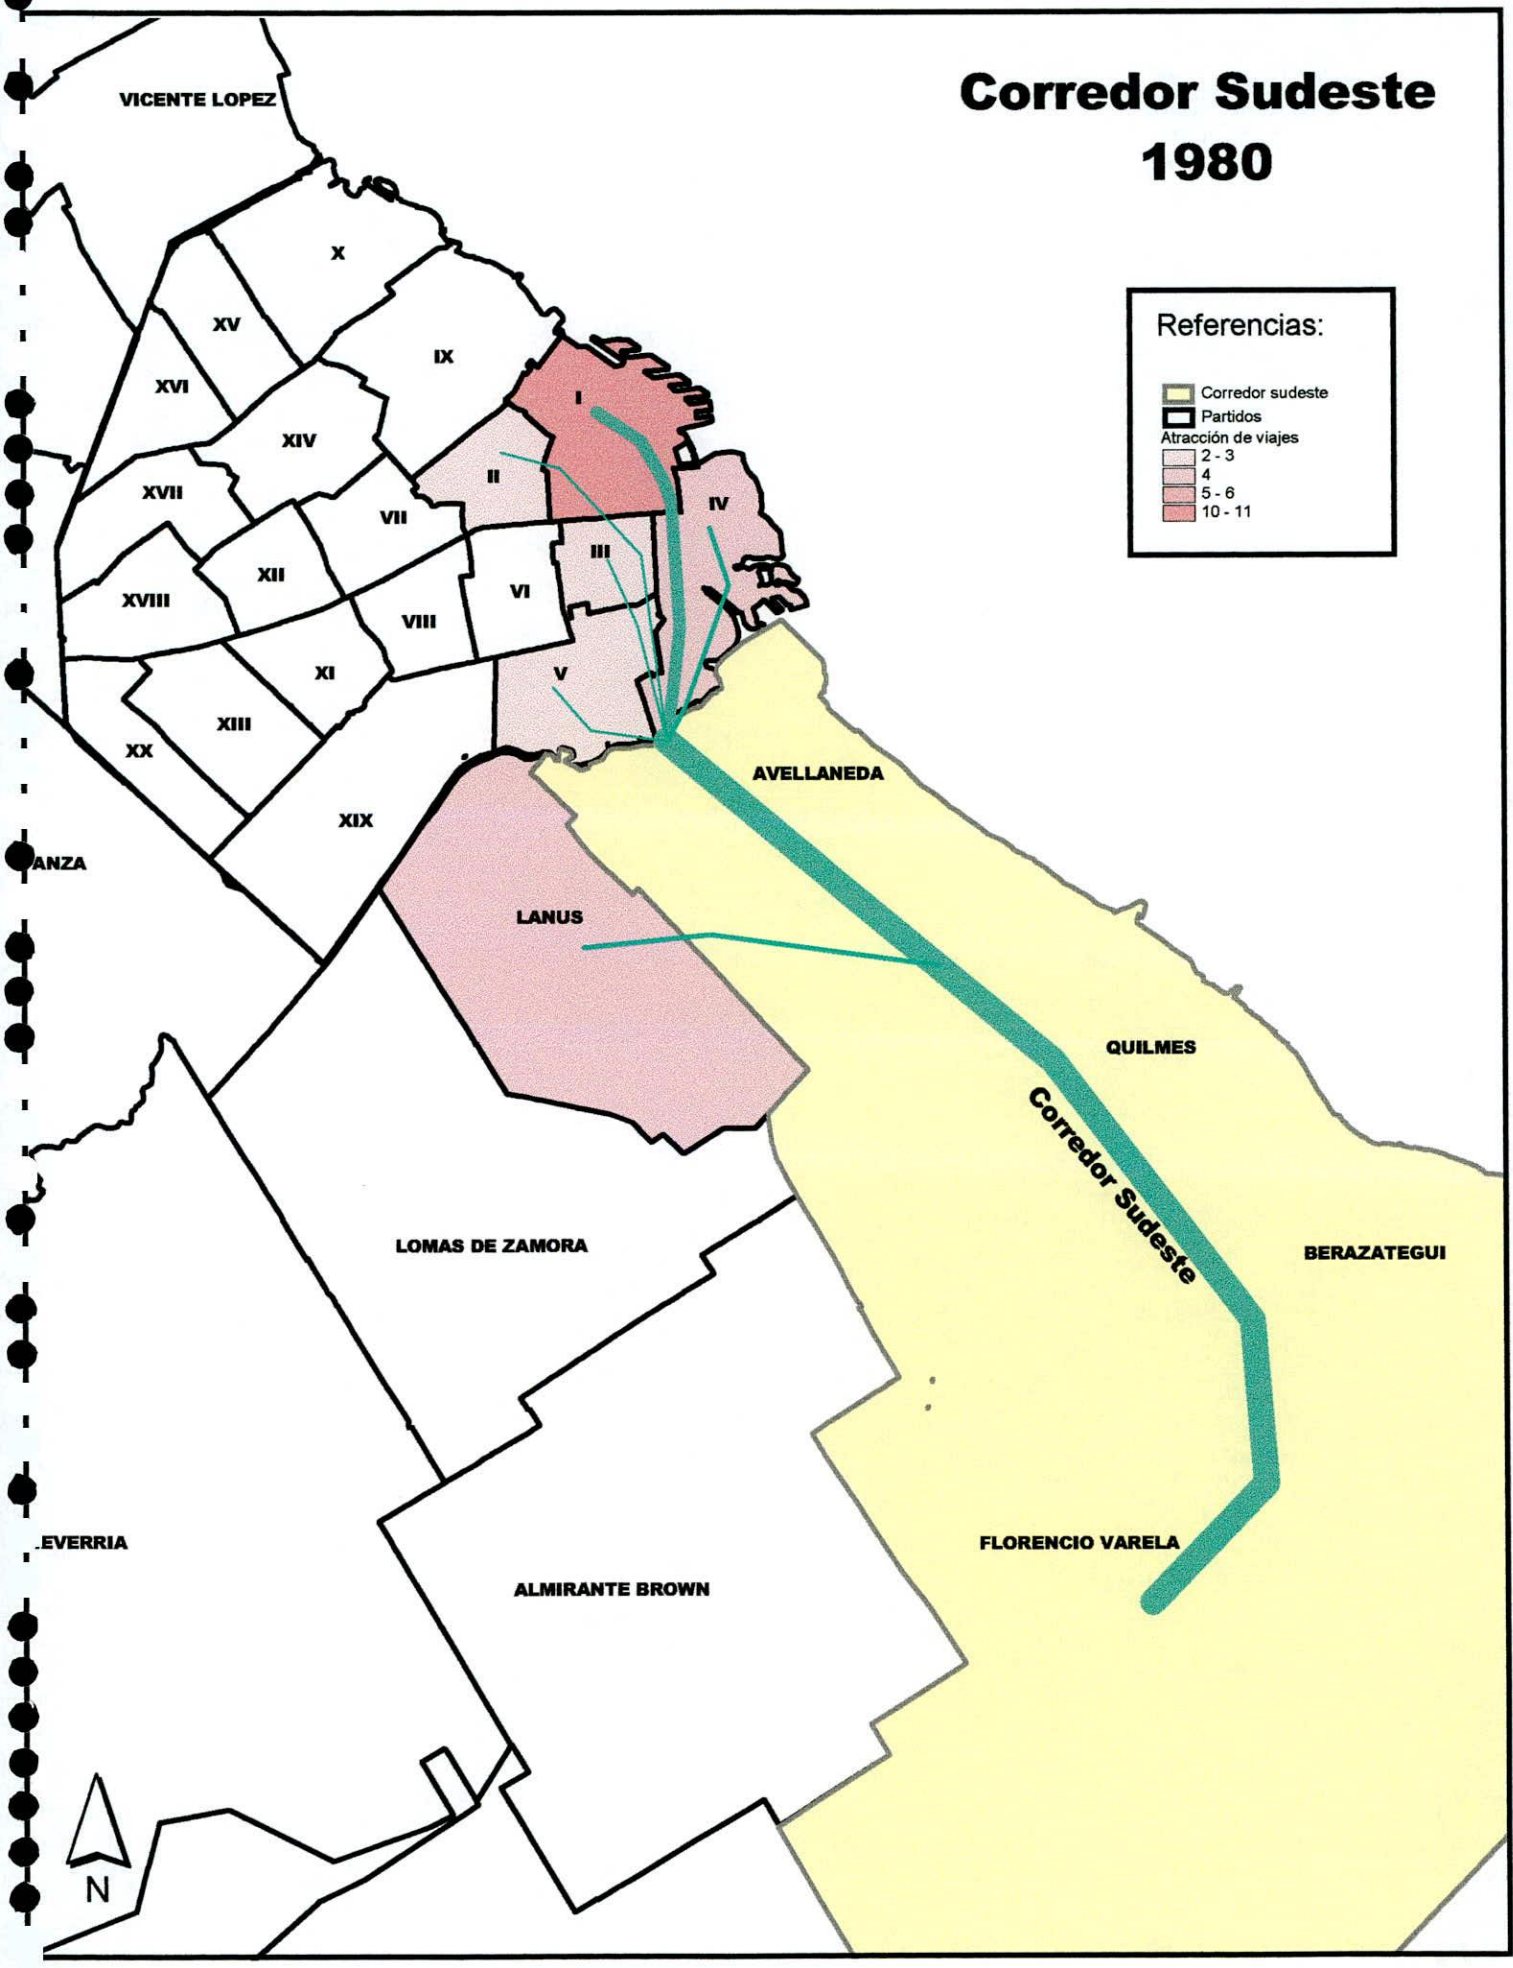 Corredor Sudeste
1980
VICENTE LOPEZ
X
XV
IX
XVI
I
XIV
II
XVII
VII
IV
III
XII
VI
XVIII
VIII
XI
V
XIII
XX
XIX
ANZA
AVELLANEDA
LANUS
QUILMES
Corredor Sudeste
LOMAS DE ZAMORA
BERAZATEGUI
EVERRIA
FLORENCIO VARELA
ALMIRANTE BROWN
N
Referencias:
Corredor sudeste
Partidos
Atracción de viajes
2 - 3
4
5 - 6
10 - 11